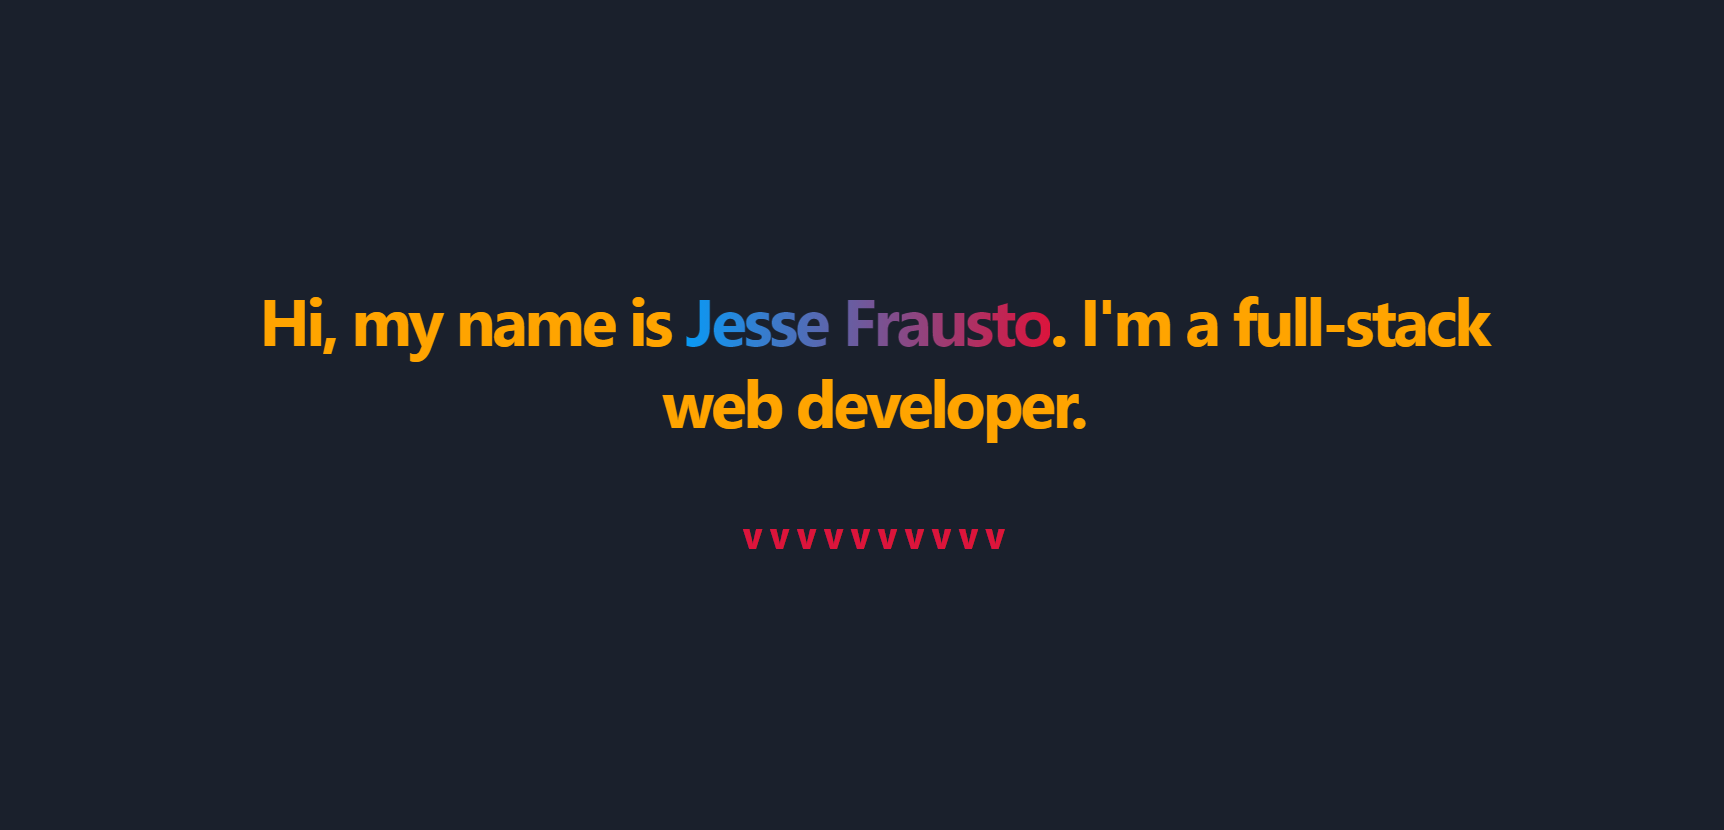 Hi, my name is Jesse Frausto. I'm a full-stack
web developer.
v v v v v v v v v v